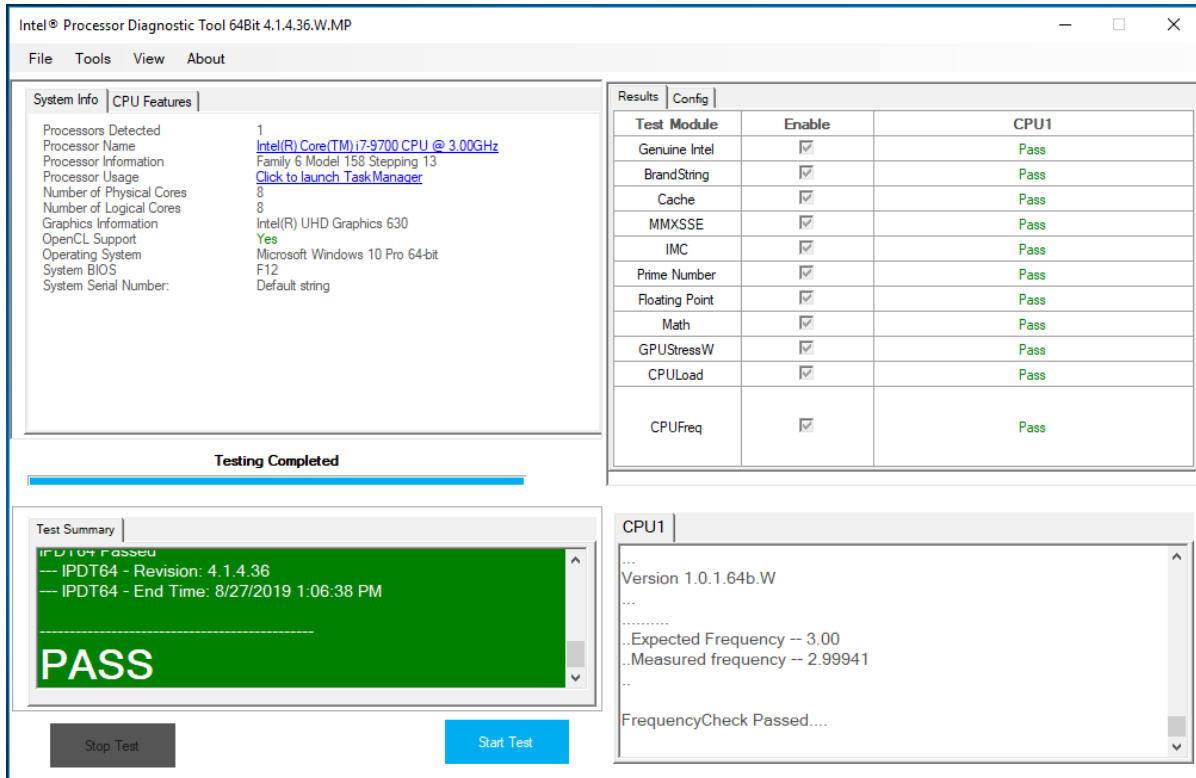 Intel® Processor Diagnostic Tool 64Bit 4.1.4.36.W.MP
File Tools View About
System Info CPU Features
Processors Detected 1
Processor Name Intel(R) Core(TM) i7-9700 CPU @ 3.00GHz
Processor Information Family 6 Model 158 Stepping 13
Processor Usage Click to launch TaskManager
Number of Physical Cores 8
Number of Logical Cores 8
Graphics Information Intel(R) UHD Graphics 630
OpenCL Support Yes
Operating System Microsoft Windows 10 Pro 64-bit
System BIOS F12
System Serial Number: Default string
Results Config
Test Module Enable CPU1
Genuine Intel Pass
BrandString Pass
Cache Pass
MMXSSE Pass
IMC Pass
Prime Number Pass
Floating Point Pass
Math Pass
GPUStressW Pass
CPULoad Pass
CPUFreq Pass
Testing Completed
Test Summary
IPDT64 Passed
--- IPDT64 - Revision: 4.1.4.36
--- IPDT64 - End Time: 8/27/2019 1:06:38 PM
----------------------------------------------
PASS
Stop Test Start Test
CPU1
...
Version 1.0.1.64b.W
...
..........
..Expected Frequency -- 3.00
..Measured frequency -- 2.99941
..
FrequencyCheck Passed....